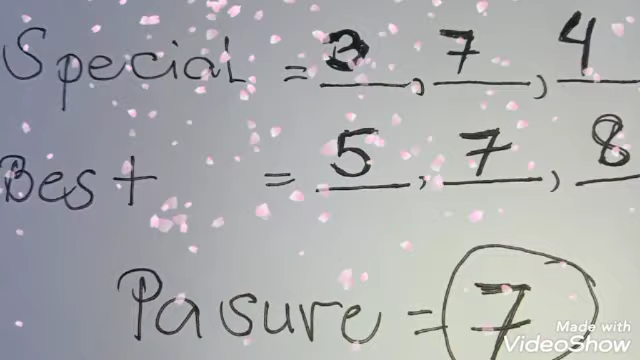 Special = 3, 7, 4
Best = 5, 7, 8
Pasure = 7
Made with
VideoShow